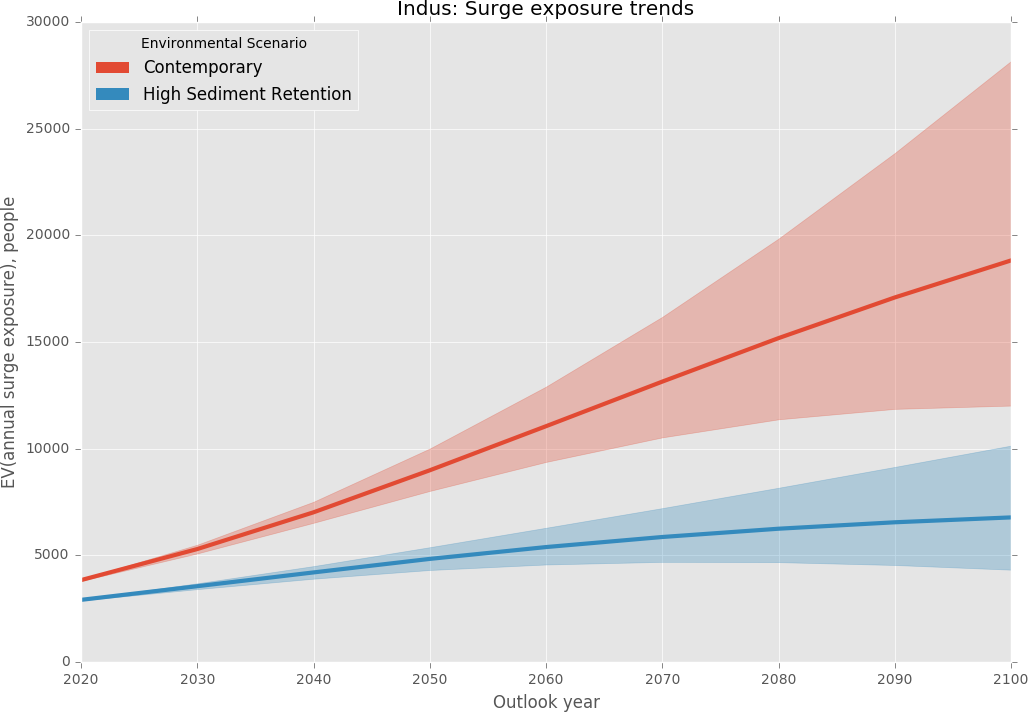 Indus: Surge exposure trends
30000
25000
20000
15000
10000
5000
0
EV(annual surge exposure), people
Environmental Scenario
Contemporary
High Sediment Retention
2020 2030 2040 2050 2060 2070 2080 2090 2100
Outlook year